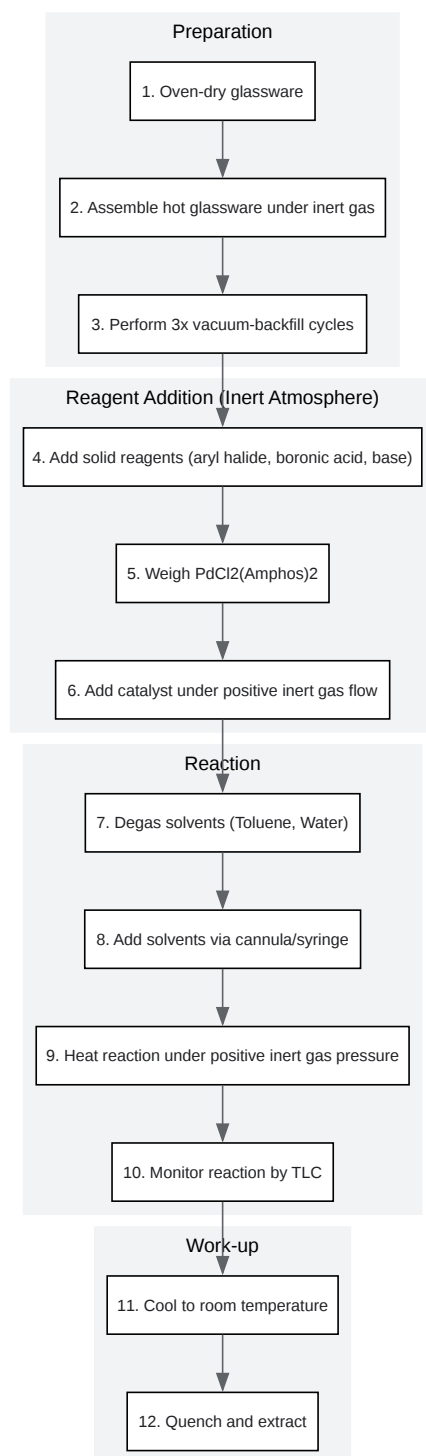 Preparation
1. Oven-dry glassware
2. Assemble hot glassware under inert gas
3. Perform 3x vacuum-backfill cycles
Reagent Addition (Inert Atmosphere)
4. Add solid reagents (aryl halide, boronic acid, base)
5. Weigh PdCl2(Amphos)2
6. Add catalyst under positive inert gas flow
Reaction
7. Degas solvents (Toluene, Water)
8. Add solvents via cannula/syringe
9. Heat reaction under positive inert gas pressure
10. Monitor reaction by TLC
Work-up
11. Cool to room temperature
12. Quench and extract